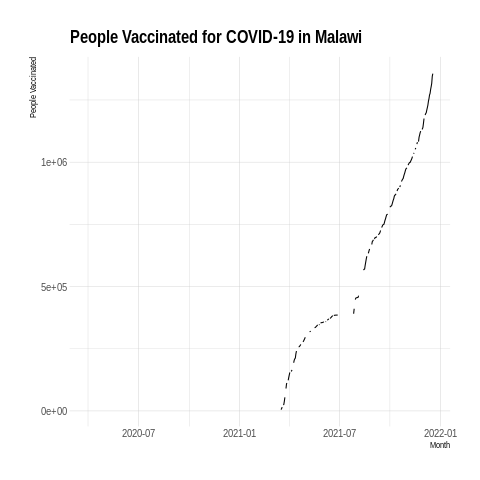 People Vaccinated for COVID-19 in Malawi
People Vaccinated
1e+06
5e+05
0e+00
2020-07 2021-01 2021-07 2022-01
Month